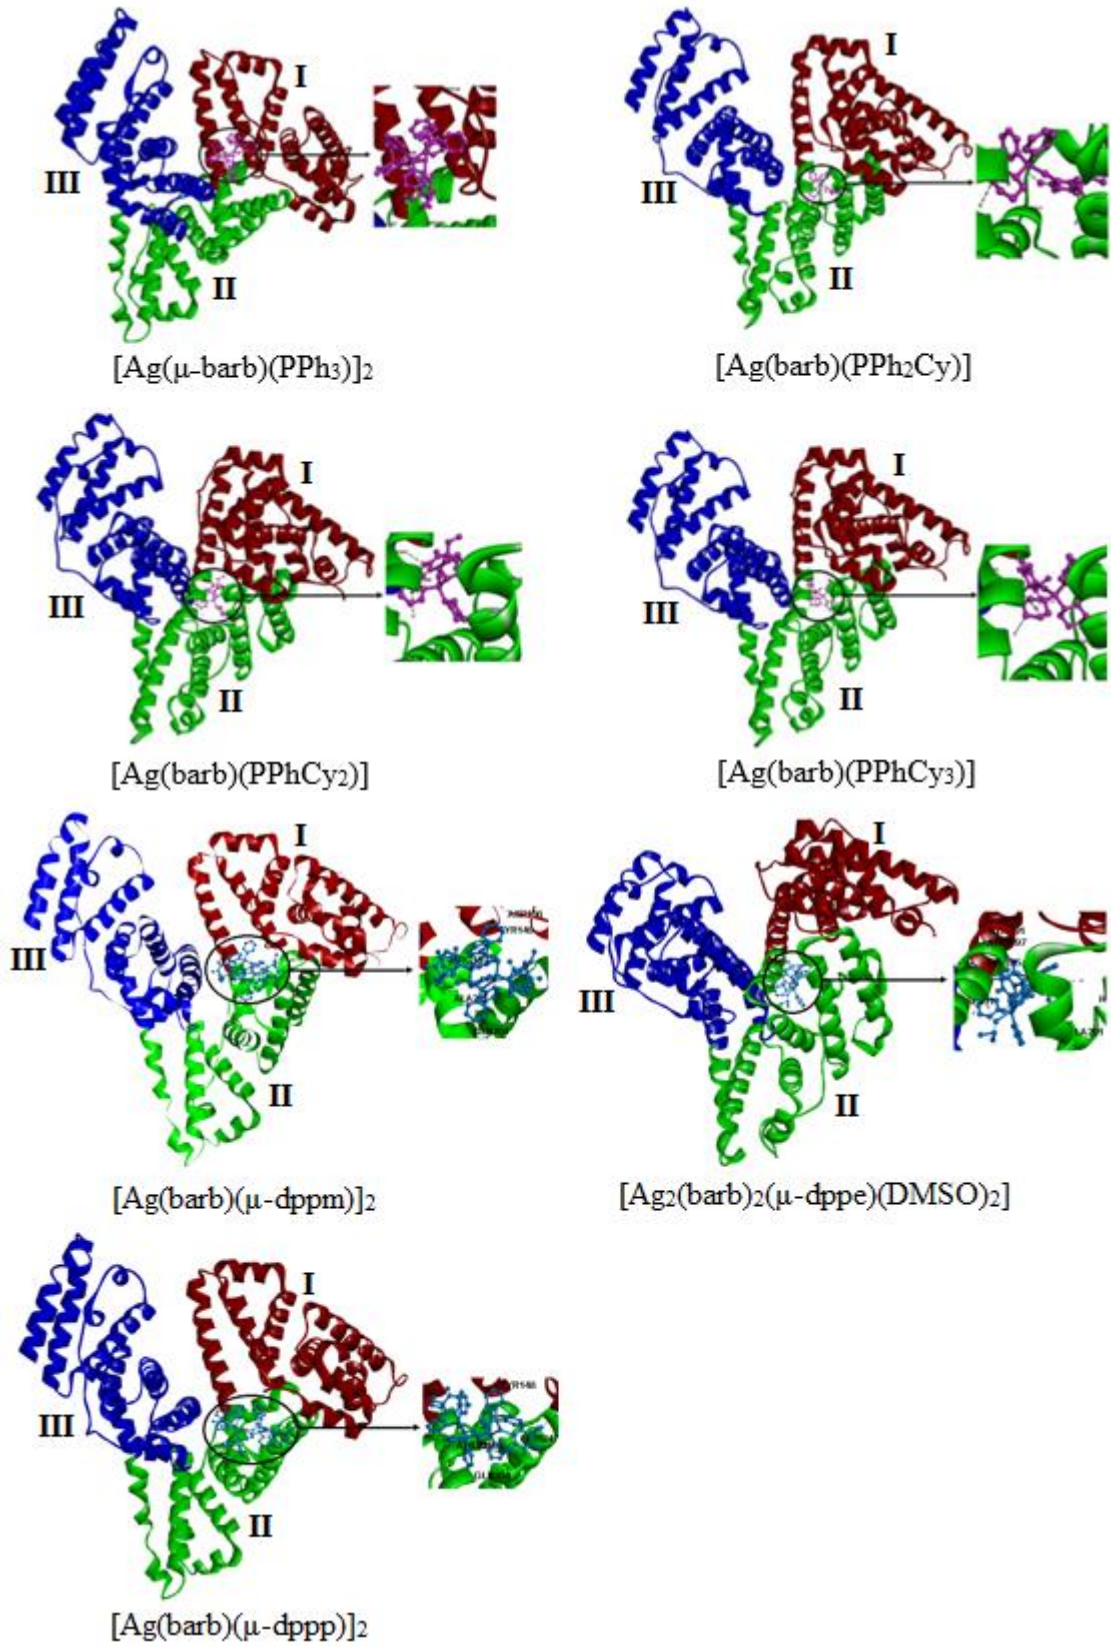 I
III
II
[Ag(μ-barb)(PPh₃)]₂
I
III
II
[Ag(barb)(PPh₂Cy)]
I
III
II
[Ag(barb)(PPhCy₂)]
I
III
II
[Ag(barb)(PPhCy₃)]
I
III
II
[Ag(barb)(μ-dppm)]₂
I
III
II
[Ag₂(barb)₂(μ-dppe)(DMSO)₂]
I
III
II
[Ag(barb)(μ-dppp)]₂